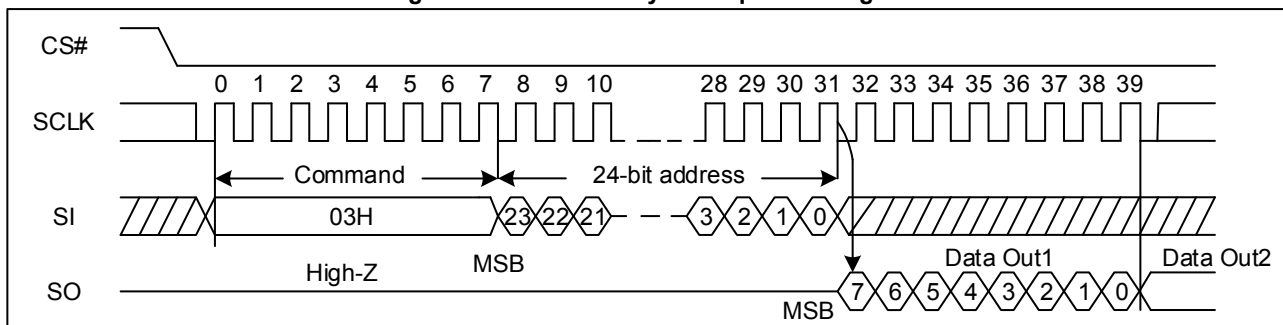 CS#
0 1 2 3 4 5 6 7 8 9 10 28 29 30 31 32 33 34 35 36 37 38 39
SCLK
Command 24-bit address
SI 03H 23 22 21 3 2 1 0
High-Z MSB Data Out1 Data Out2
SO 7 6 5 4 3 2 1 0
MSB